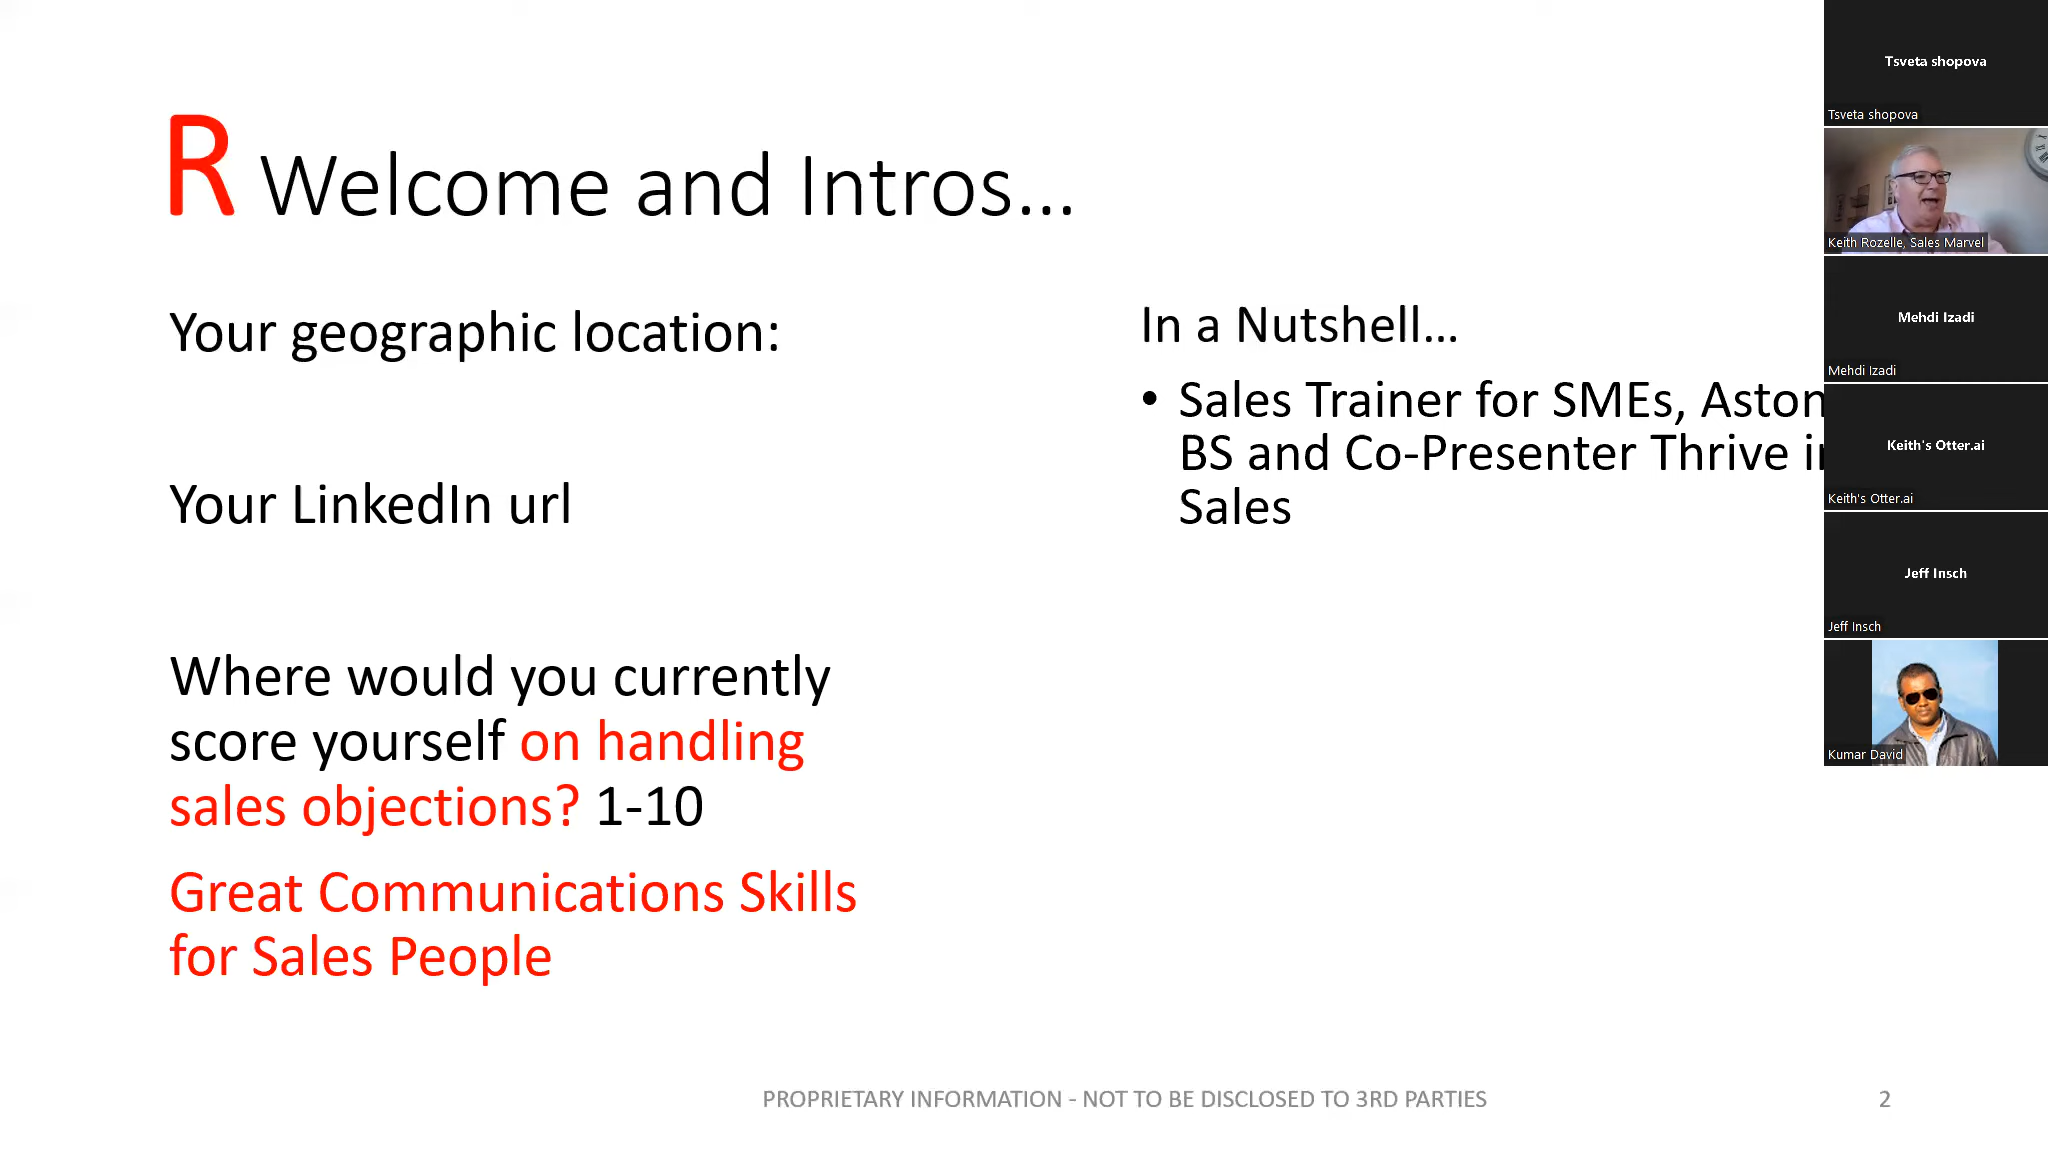 R Welcome and Intros...
Your geographic location:
Your LinkedIn url
Where would you currently
score yourself on handling
sales objections? 1-10
Great Communications Skills
for Sales People
In a Nutshell...
• Sales Trainer for SMEs, Aston
BS and Co-Presenter Thrive in
Sales
PROPRIETARY INFORMATION - NOT TO BE DISCLOSED TO 3RD PARTIES
2
Tsveta shopova
Tsveta shopova
Keith Rozelle, Sales Marvel
Mehdi Izadi
Mehdi Izadi
Keith's Otter.ai
Keith's Otter.ai
Jeff Insch
Jeff Insch
Kumar David